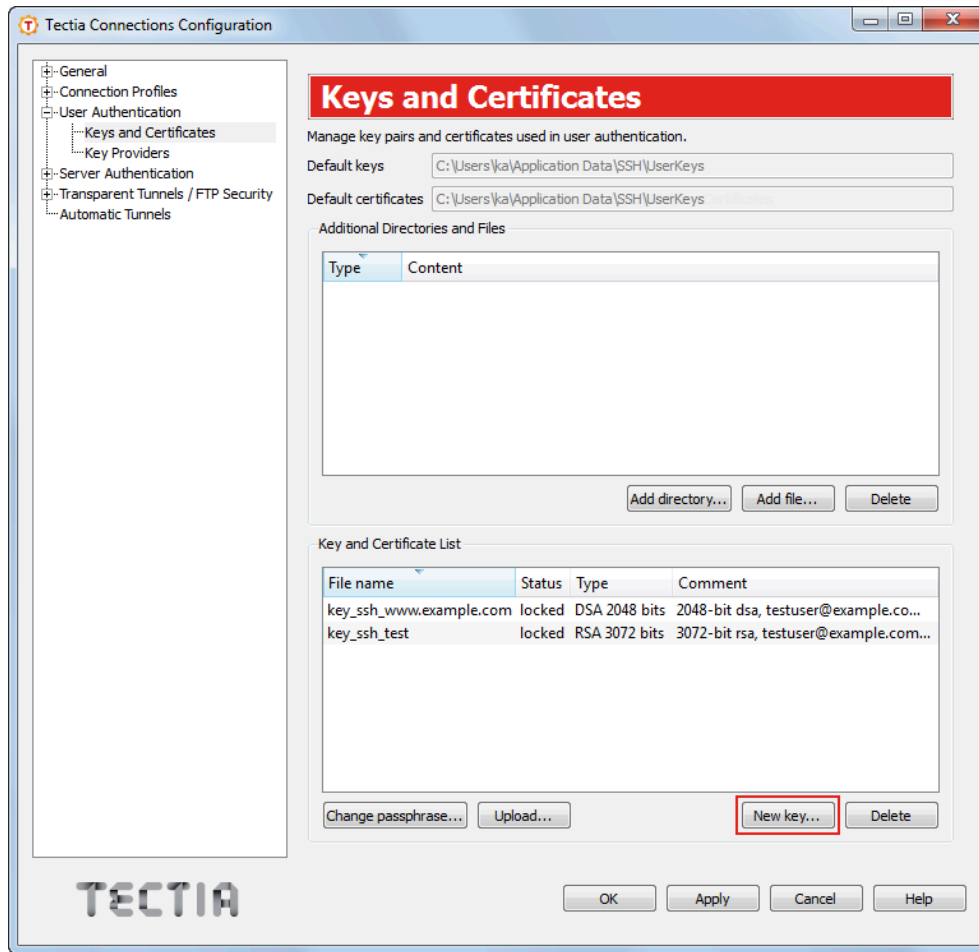 Tectia Connections Configuration
General
Connection Profiles
User Authentication
Keys and Certificates
Key Providers
Server Authentication
Transparent Tunnels / FTP Security
Automatic Tunnels
Keys and Certificates
Manage key pairs and certificates used in user authentication.
Default keys C:\Users\ka\Application Data\SSH\UserKeys
Default certificates C:\Users\ka\Application Data\SSH\UserKeys
Additional Directories and Files
Type Content
Add directory... Add file... Delete
Key and Certificate List
File name Status Type Comment
key_ssh_www.example.com locked DSA 2048 bits 2048-bit dsa, testuser@example.co...
key_ssh_test locked RSA 3072 bits 3072-bit rsa, testuser@example.com...
Change passphrase... Upload... New key... Delete
TECTIA
OK Apply Cancel Help